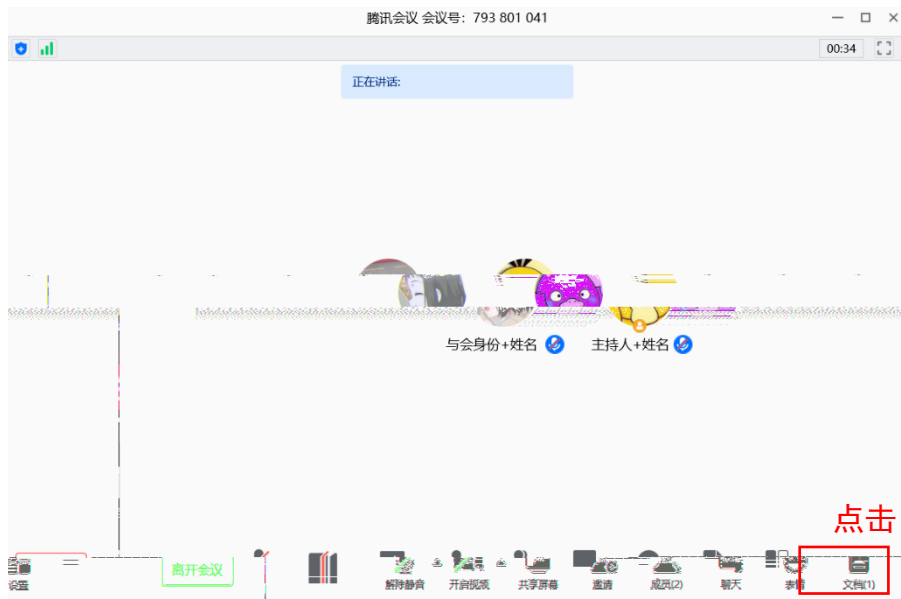 腾讯会议 会议号：793 801 041
00:34
正在讲话:
与会身份+姓名 主持人+姓名
点击
离开会议
设置 解除静音 开启视频 共享屏幕 邀请 成员(2) 聊天 表情 文档(1)